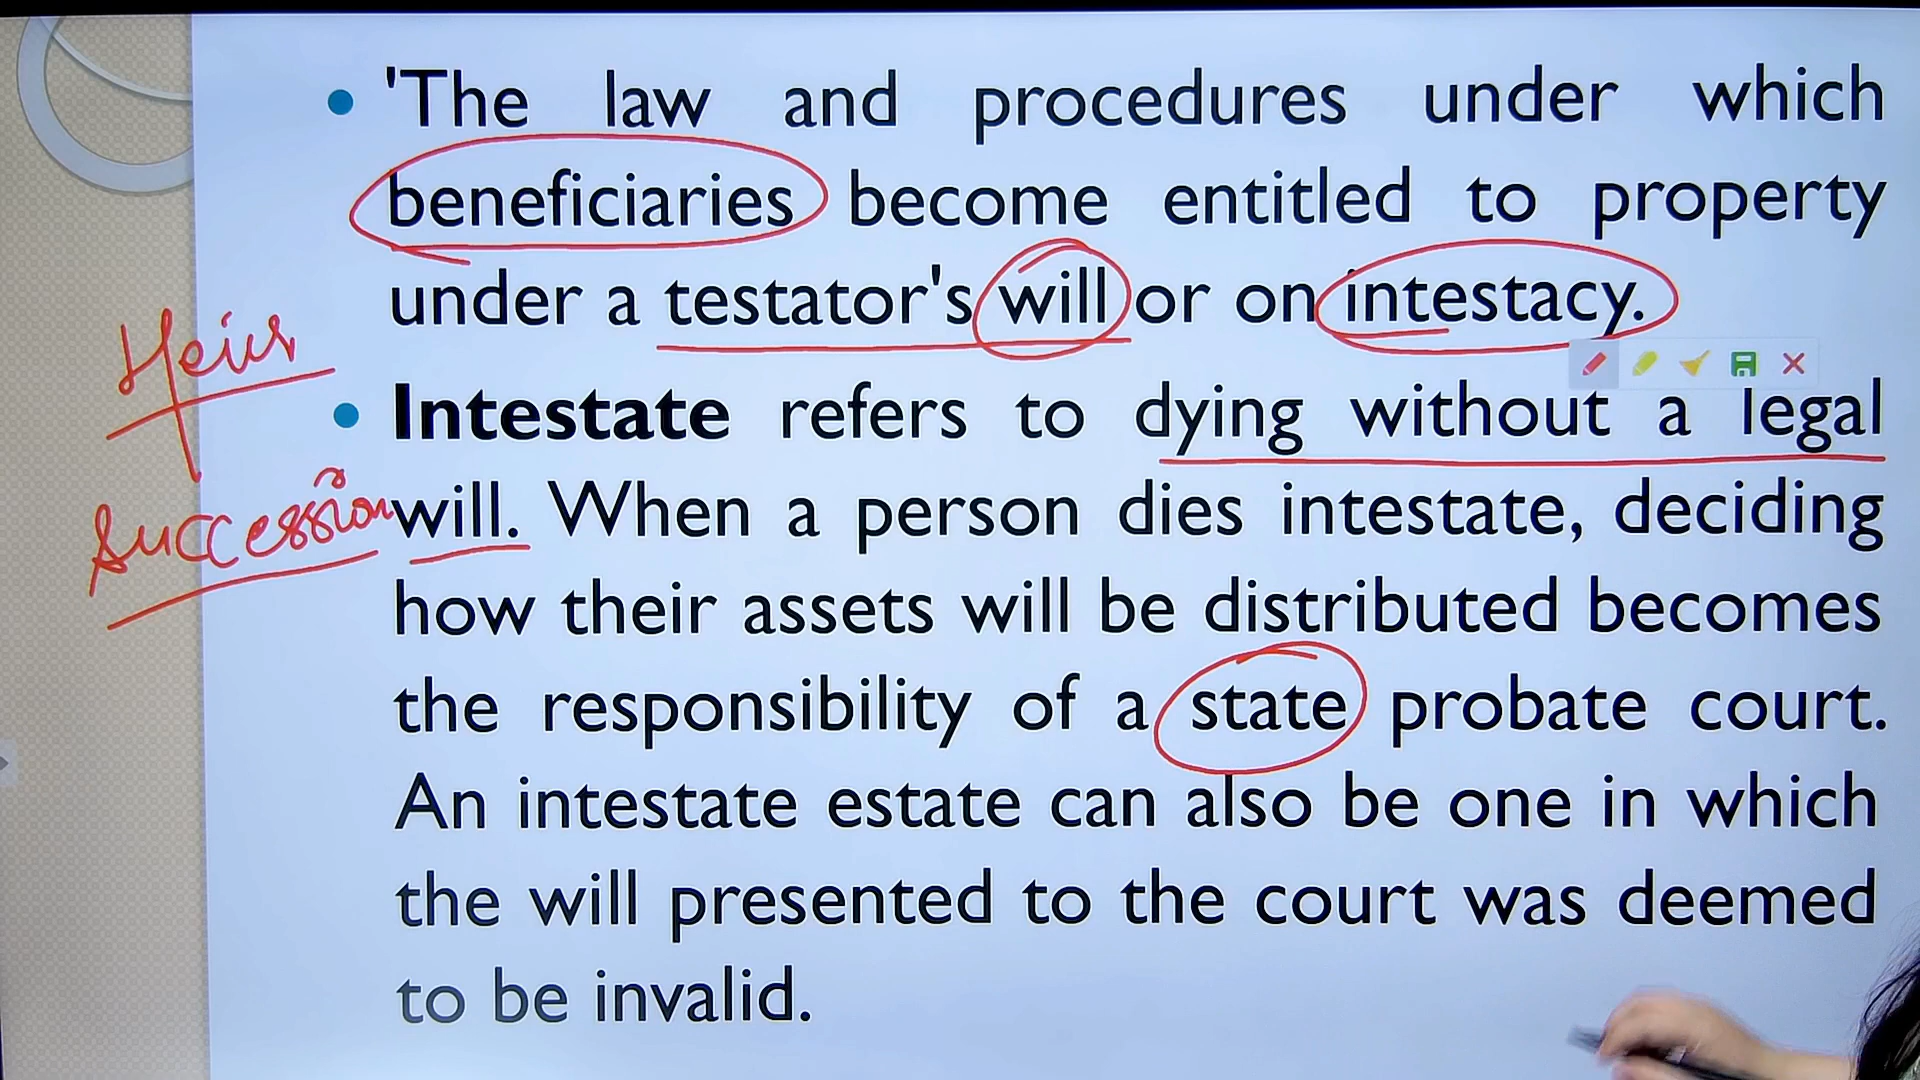 'The law and procedures under which
beneficiaries become entitled to property
under a testator's will or on intestacy.
Heirs
Intestate refers to dying without a legal
Succession
will. When a person dies intestate, deciding
how their assets will be distributed becomes
the responsibility of a state probate court.
An intestate estate can also be one in which
the will presented to the court was deemed
to be invalid.